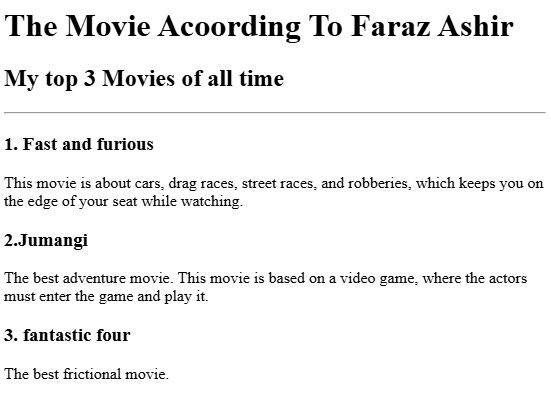 The Movie Acoording To Faraz Ashir
My top 3 Movies of all time
1. Fast and furious
This movie is about cars, drag races, street races, and robberies, which keeps you on
the edge of your seat while watching.
2.Jumangi
The best adventure movie. This movie is based on a video game, where the actors
must enter the game and play it.
3. fantastic four
The best frictional movie.